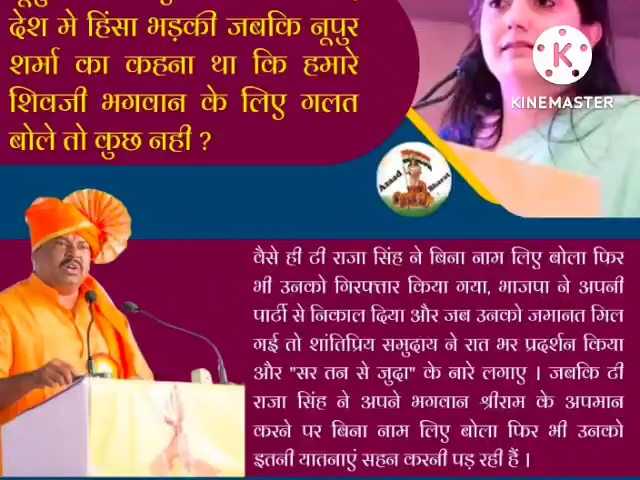 देश मे हिंसा भड़की जबकि नूपुर
शर्मा का कहना था कि हमारे
शिवजी भगवान के लिए गलत
बोले तो कुछ नही ?
KINEMASTER
Azaad Bharat
वैसे ही टी राजा सिंह ने बिना नाम लिए बोला फिर
भी उनको गिरफ्तार किया गया, भाजपा ने अपनी
पार्टी से निकाल दिया और जब उनको जमानत मिल
गई तो शांतिप्रिय समुदाय ने रात भर प्रदर्शन किया
और "सर तन से जुदा" के नारे लगाए । जबकि टी
राजा सिंह ने अपने भगवान श्रीराम के अपमान
करने पर बिना नाम लिए बोला फिर भी उनको
इतनी यातनाएं सहन करनी पड़ रही हैं ।